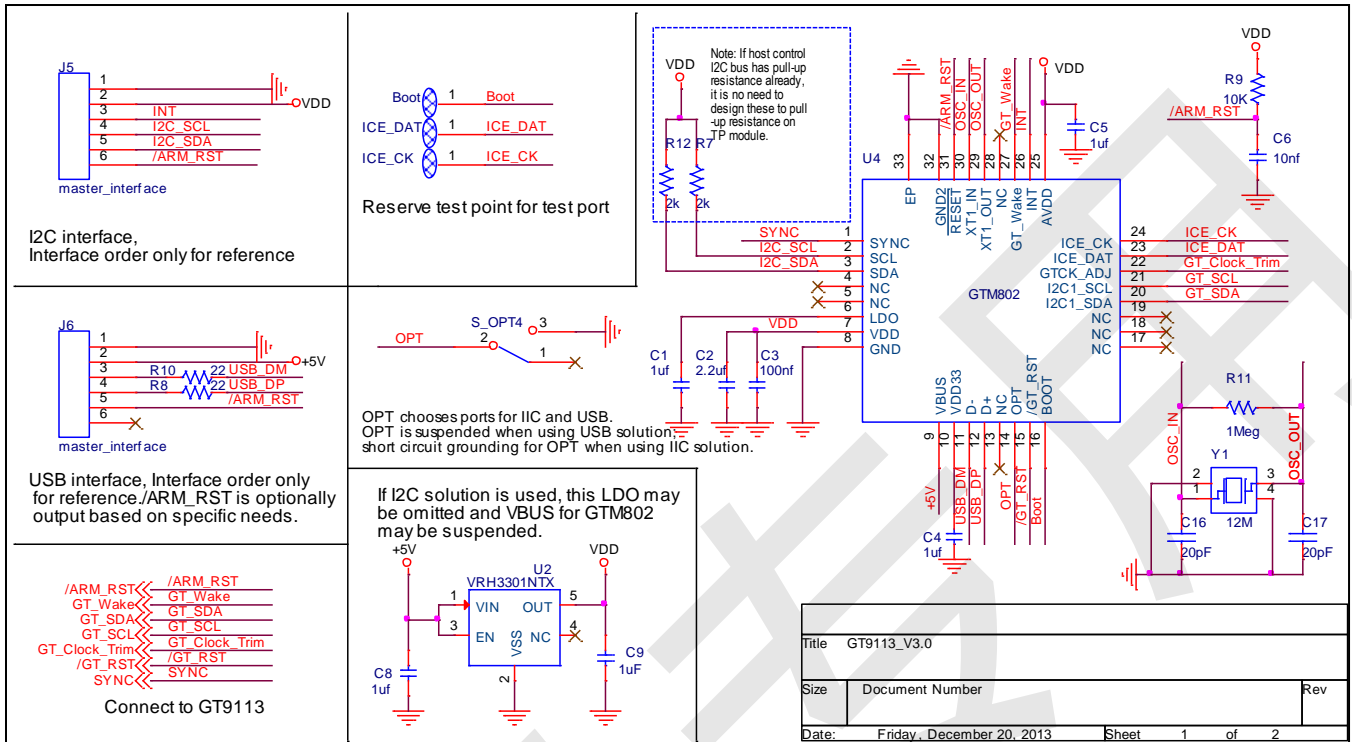 J5
1
2
3
4
5
6
VDD
INT
I2C_SCL
I2C_SDA
/ARM_RST
master_interface
I2C interface,
Interface order only for reference
Boot 1 Boot
ICE_DAT 1 ICE_DAT
ICE_CK 1 ICE_CK
Reserve test point for test port
VDD
Note: If host control
I2C bus has pull-up
resistance already,
it is no need to
design these to pull
-up resistance on
TP module.
R12 R7
2k 2k
/ARM_RST
OSC_IN
OSC_OUT
GT_Wake
INT
VDD
C5
1uf
VDD
R9
10K
/ARM_RST
C6
10nf
U4
33 32 31 30 29 28 27 26 25
EP
GND2
RESET
XT1_IN
XT1_OUT
NC
GT_Wake
INT
AVDD
SYNC 1 SYNC
I2C_SCL 2 SCL
I2C_SDA 3 SDA
4 NC
5 NC
6 LDO
VDD 7 VDD
8 GND
GTM802
ICE_CK 24 ICE_CK
ICE_DAT 23 ICE_DAT
GTCK_ADJ 22 GT_Clock_Trim
I2C1_SCL 21 GT_SCL
I2C1_SDA 20 GT_SDA
NC 19
NC 18
NC 17
C1
1uf
C2
2.2uf
C3
100nf
VBUS
VDD33
D-
D+
NC
OPT
/GT_RST
BOOT
9 10 11 12 13 14 15 16
+5V
USB_DM
USB_DP
OPT
/GT_RST
Boot
C4
1uf
J6
1
2
3
4
5
6
+5V
R10 22 USB_DM
R8 22 USB_DP
/ARM_RST
master_interface
USB interface, Interface order only
for reference./ARM_RST is optionally
output based on specific needs.
OPT
S_OPT4
2
3
1
OPT chooses ports for IIC and USB.
OPT is suspended when using USB solution;
short circuit grounding for OPT when using IIC solution.
R11
1Meg
OSC_IN
OSC_OUT
Y1
2 3
1 4
12M
C16
20pF
C17
20pF
/ARM_RST /ARM_RST
GT_Wake GT_Wake
GT_SDA GT_SDA
GT_SCL GT_SCL
GT_Clock_Trim GT_Clock_Trim
/GT_RST /GT_RST
SYNC SYNC
Connect to GT9113
If I2C solution is used, this LDO may
be omitted and VBUS for GTM802
may be suspended.
+5V
VDD
U2
VRH3301NTX
1 VIN OUT 5
3 EN NC 4
VSS
2
C8
1uf
C9
1uF
Title GT9113_V3.0
Size Document Number Rev
Date: Friday, December 20, 2013 Sheet 1 of 2